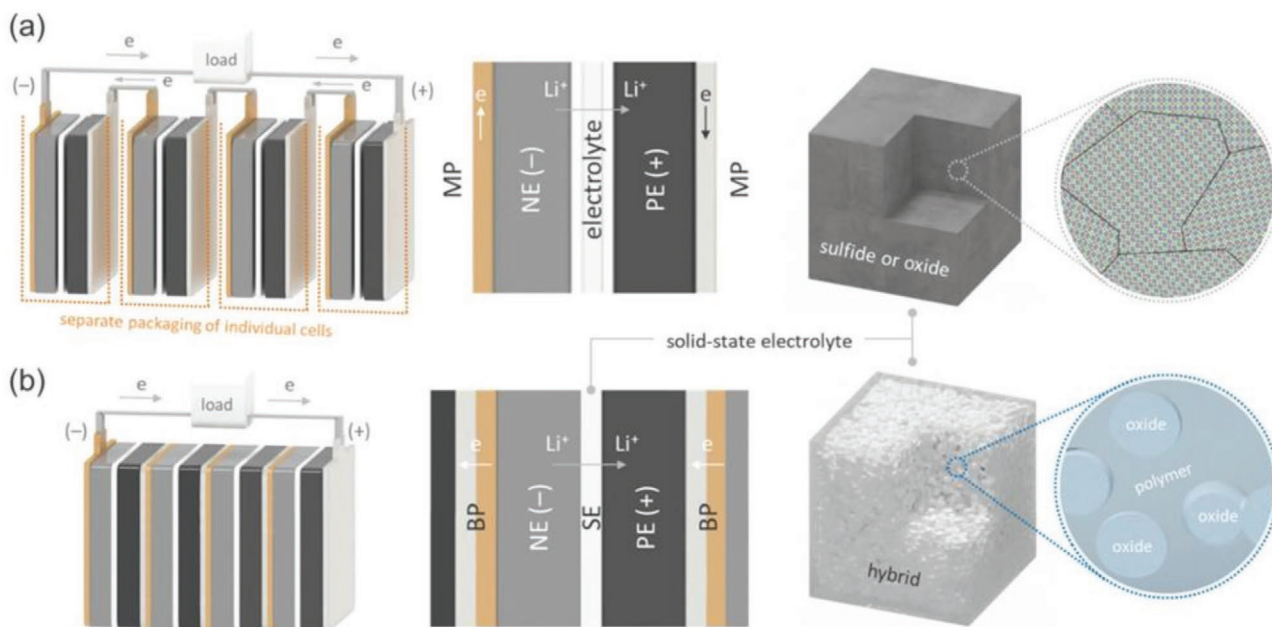 (a)
e
load
e
(–)
e
e
(+)
separate packaging of individual cells
MP
e
NE (–)
Li⁺
electrolyte
Li⁺
PE (+)
e
MP
sulfide or oxide
solid-state electrolyte
(b)
e
load
e
(–)
(+)
e
BP
NE (–)
Li⁺
SE
Li⁺
PE (+)
e
BP
hybrid
oxide
polymer
oxide
oxide